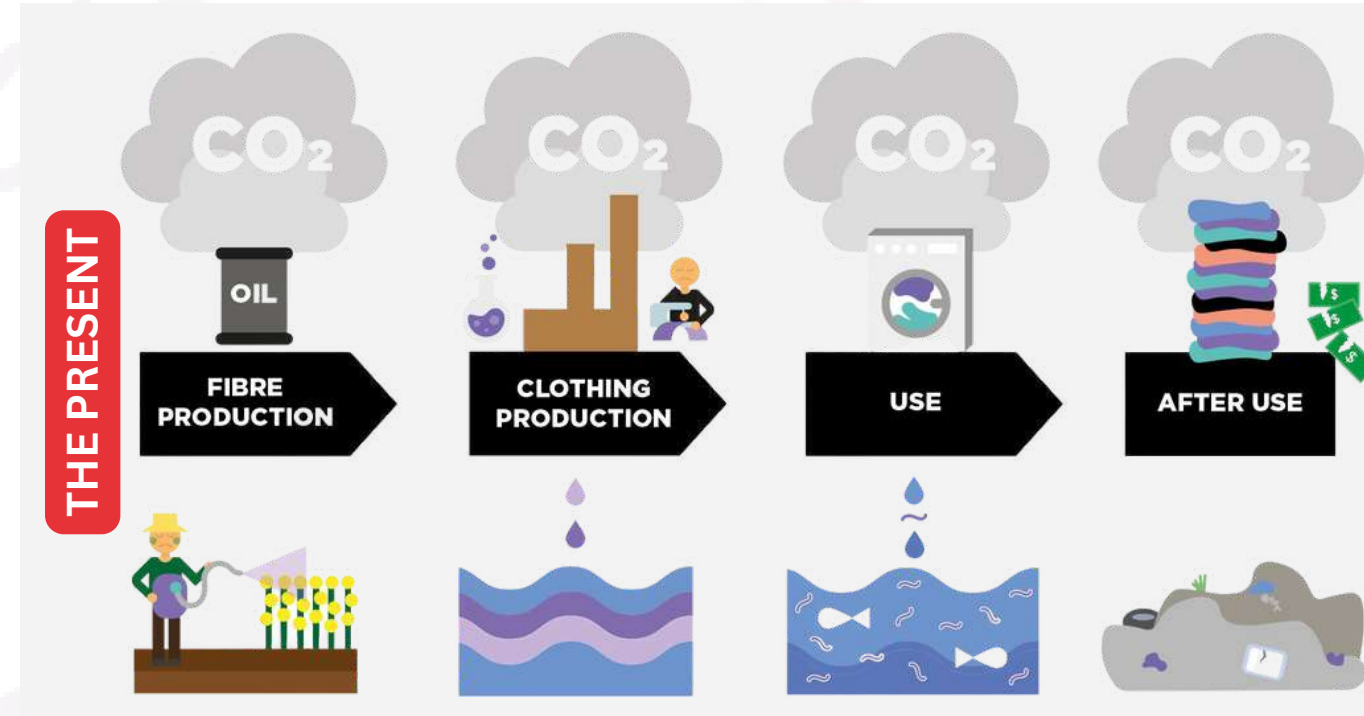 THE PRESENT
CO₂
CO₂
CO₂
CO₂
OIL
$
$
$
FIBRE
PRODUCTION
CLOTHING
PRODUCTION
USE
AFTER USE